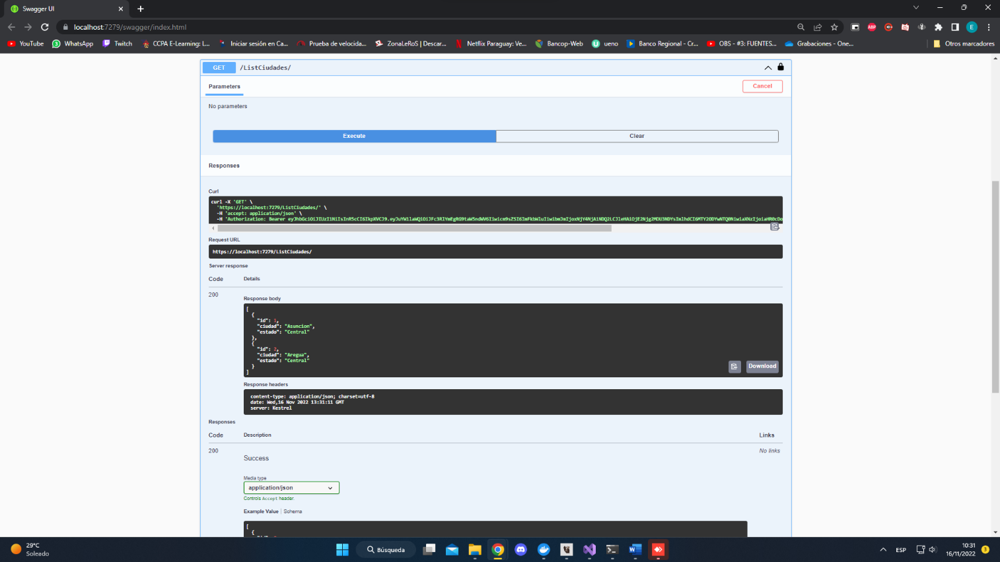 Swagger UI
localhost:7279/swagger/index.html
ABP
E
YouTube
3
WhatsApp
Twitch
CCPA E-Learning: L...
Iniciar sesión en Ca...
Prueba de velocida...
ZonaLeRoS | Descar...
Netflix Paraguay: Ve...
Bancop-Web
ueno
Banco Regional - Cr...
OBS - #3: FUENTES...
Grabaciones - One...
Otros marcadores
GET /ListCiudades/
Parameters
Cancel
No parameters
Execute
Clear
Responses
Curl
curl -X 'GET' \
'https://localhost:7279/ListCiudades/' \
-H 'accept: application/json' \
-H 'Authorization: Bearer
Request URL
https://localhost:7279/ListCiudades/
Server response
Code Details
200
Response body
[
{
"id": 1,
"ciudad": "Asuncion",
"estado": "Central"
},
{
"id": 2,
"ciudad": "Aregua",
"estado": "Central"
}
]
Download
Response headers
content-type: application/json; charset=utf-8
date: Wed,16 Nov 2022 13:31:11 GMT
server: Kestrel
Responses
Code Description Links
200
Success
No links
Media type
application/json
Controls Accept header.
Example Value | Schema
[
{
29°C
Soleado
Búsqueda
ESP
10:31
16/11/2022
3